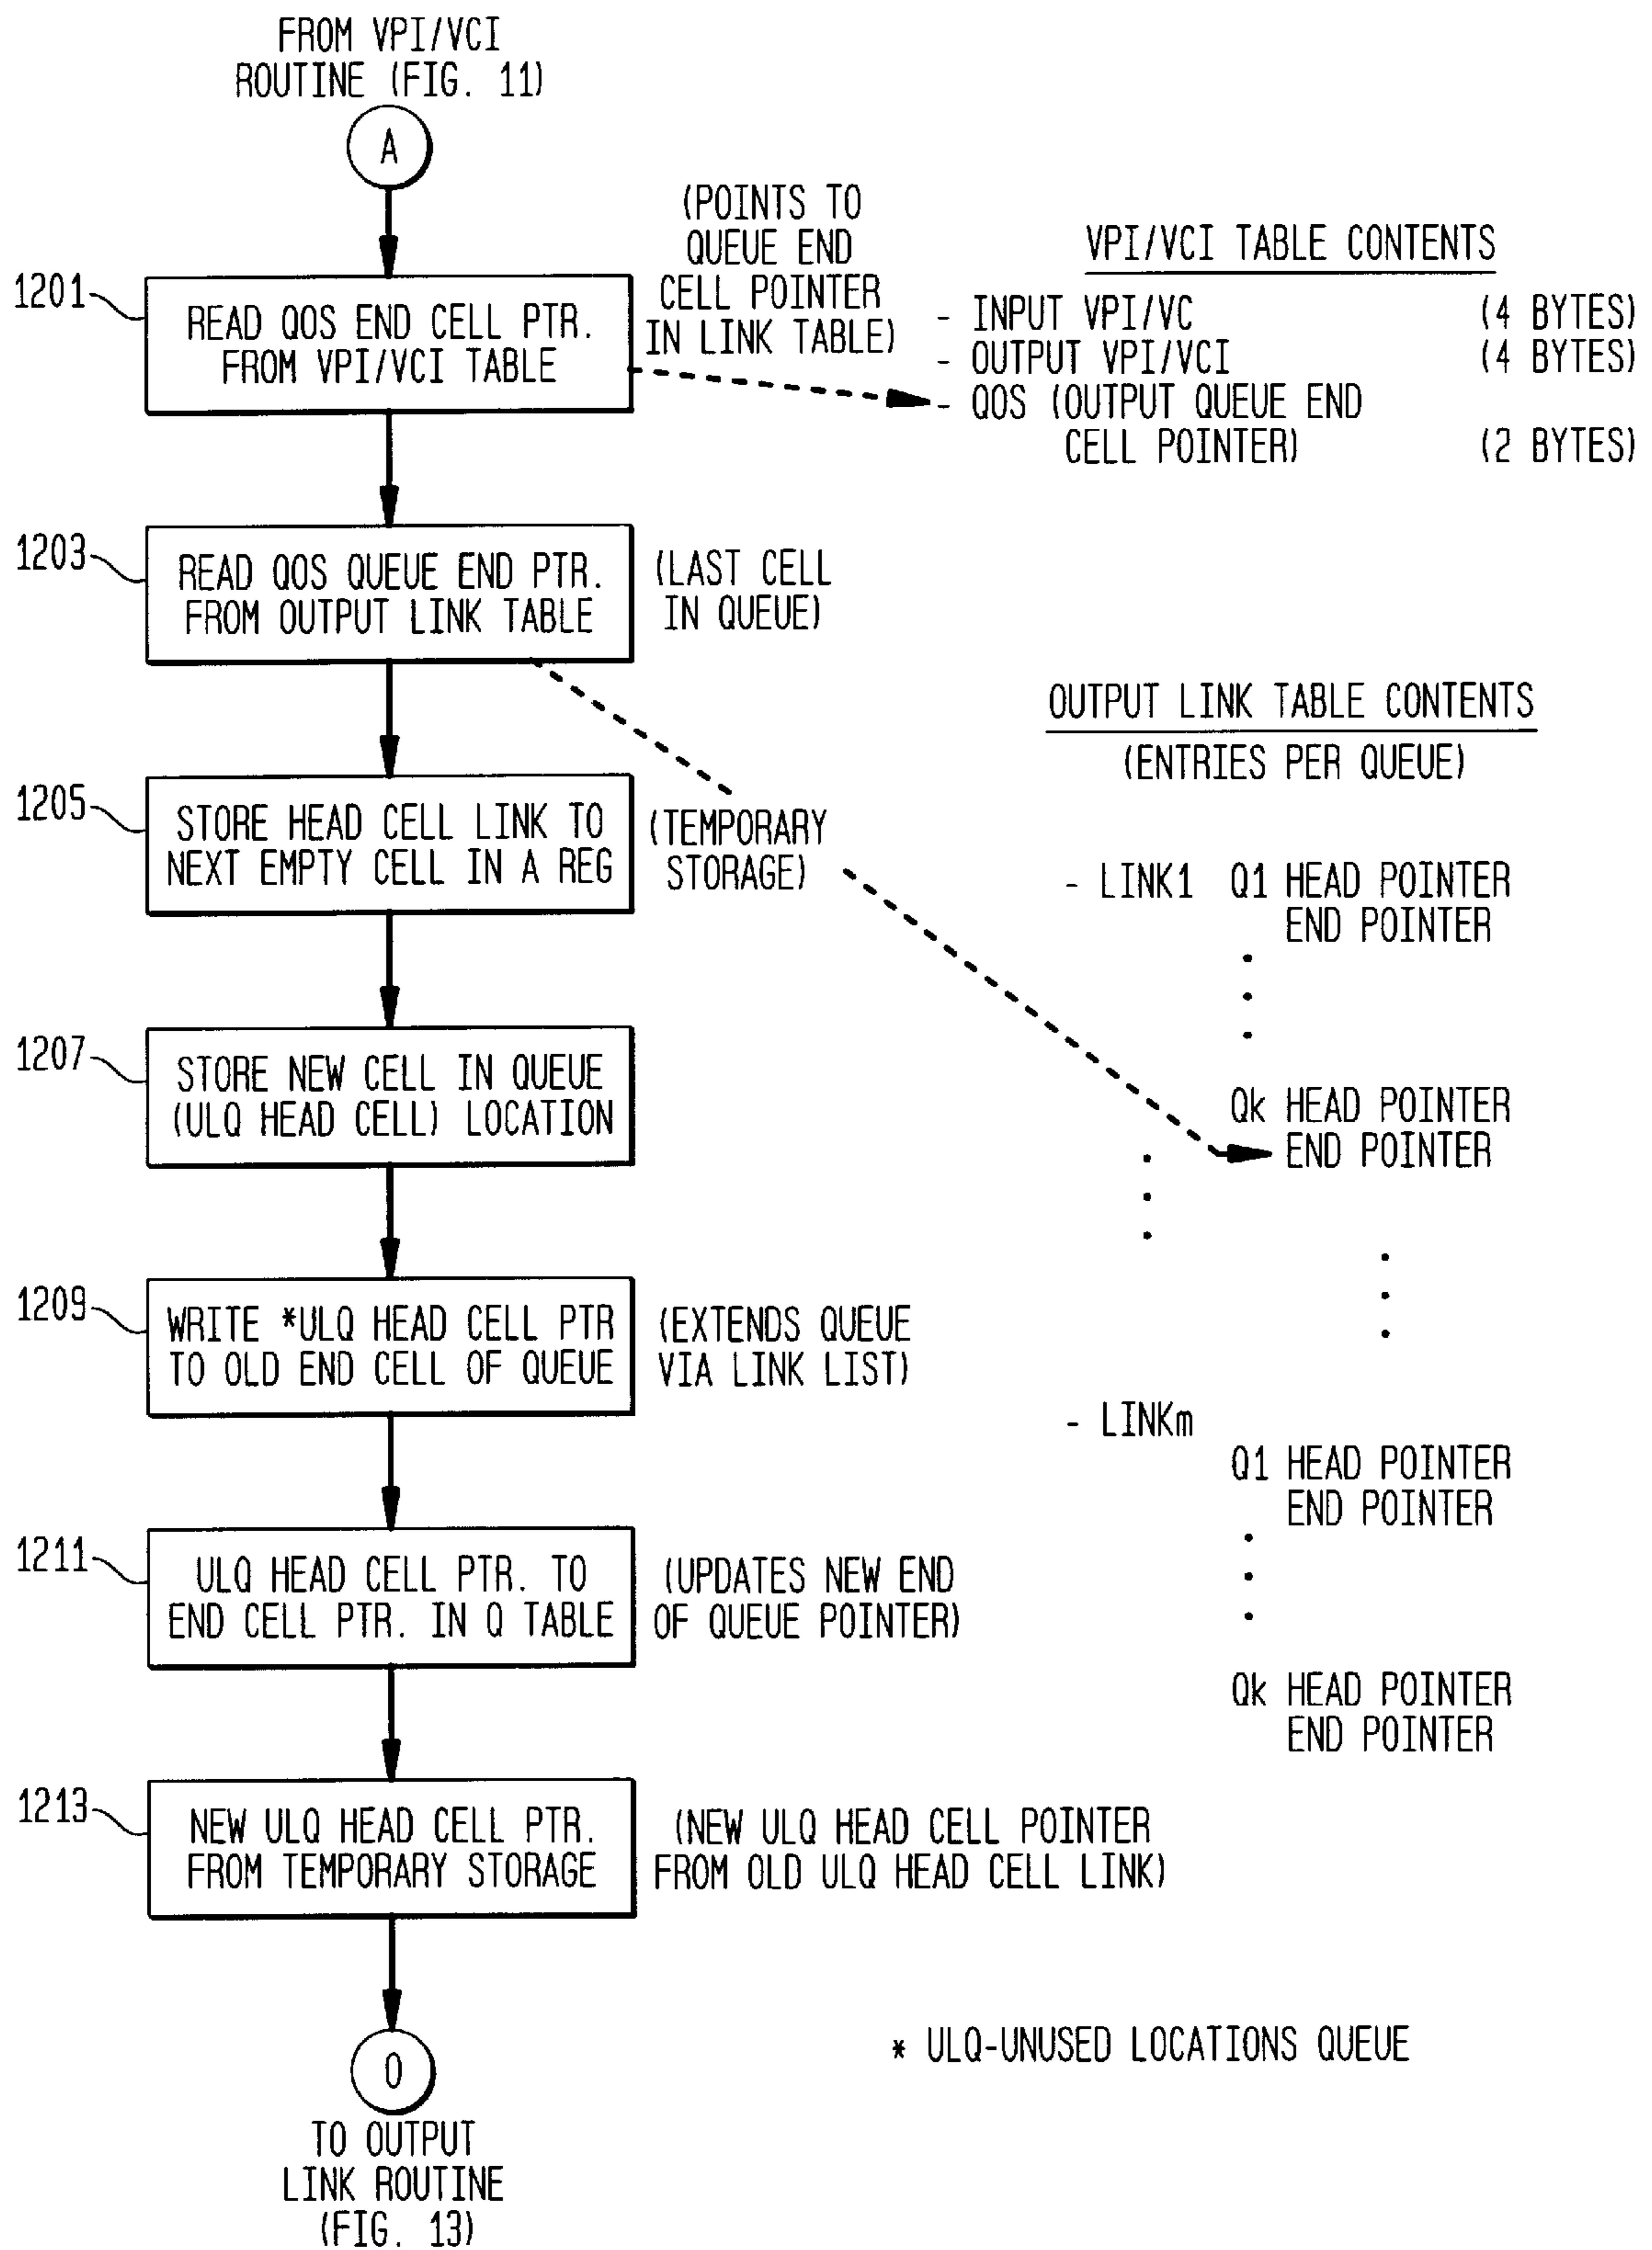 FROM VPI/VCI
ROUTINE (FIG. 11)
A
1201
READ QOS END CELL PTR.
FROM VPI/VCI TABLE
(POINTS TO
QUEUE END
CELL POINTER
IN LINK TABLE)
VPI/VCI TABLE CONTENTS
- INPUT VPI/VC (4 BYTES)
- OUTPUT VPI/VCI (4 BYTES)
- QOS (OUTPUT QUEUE END
CELL POINTER) (2 BYTES)
1203
READ QOS QUEUE END PTR.
FROM OUTPUT LINK TABLE
(LAST CELL
IN QUEUE)
OUTPUT LINK TABLE CONTENTS
(ENTRIES PER QUEUE)
1205
STORE HEAD CELL LINK TO
NEXT EMPTY CELL IN A REG
(TEMPORARY
STORAGE)
- LINK1 Q1 HEAD POINTER
END POINTER
1207
STORE NEW CELL IN QUEUE
(ULQ HEAD CELL) LOCATION
Qk HEAD POINTER
END POINTER
1209
WRITE *ULQ HEAD CELL PTR
TO OLD END CELL OF QUEUE
(EXTENDS QUEUE
VIA LINK LIST)
- LINKm
Q1 HEAD POINTER
END POINTER
1211
ULQ HEAD CELL PTR. TO
END CELL PTR. IN Q TABLE
(UPDATES NEW END
OF QUEUE POINTER)
Qk HEAD POINTER
END POINTER
1213
NEW ULQ HEAD CELL PTR.
FROM TEMPORARY STORAGE
(NEW ULQ HEAD CELL POINTER
FROM OLD ULQ HEAD CELL LINK)
* ULQ-UNUSED LOCATIONS QUEUE
O
TO OUTPUT
LINK ROUTINE
(FIG. 13)